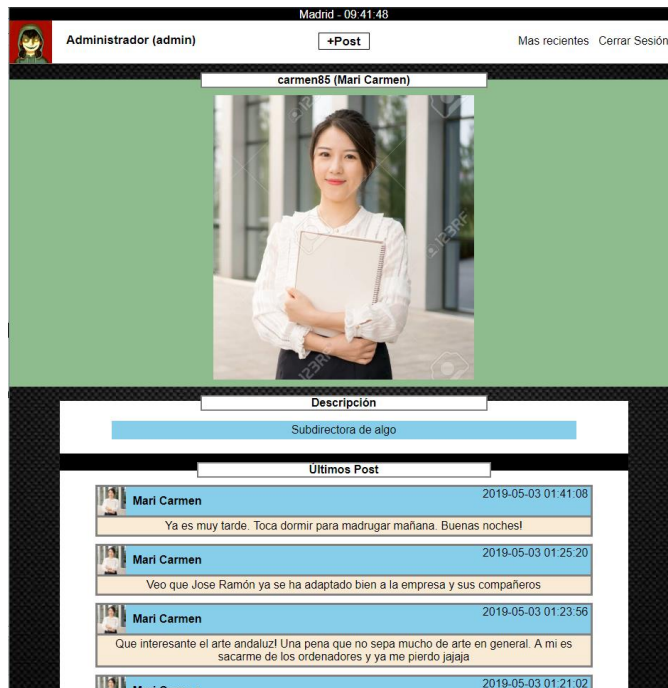 Madrid - 09:41:48
Administrador (admin)
+Post
Mas recientes Cerrar Sesión
carmen85 (Mari Carmen)
123RF
123RF
123RF
Descripción
Subdirectora de algo
Últimos Post
Mari Carmen
2019-05-03 01:41:08
Ya es muy tarde. Toca dormir para madrugar mañana. Buenas noches!
Mari Carmen
2019-05-03 01:25:20
Veo que Jose Ramón ya se ha adaptado bien a la empresa y sus compañeros
Mari Carmen
2019-05-03 01:23:56
Que interesante el arte andaluz! Una pena que no sepa mucho de arte en general. A mi es
sacarme de los ordenadores y ya me pierdo jajaja
2019-05-03 01:21:02